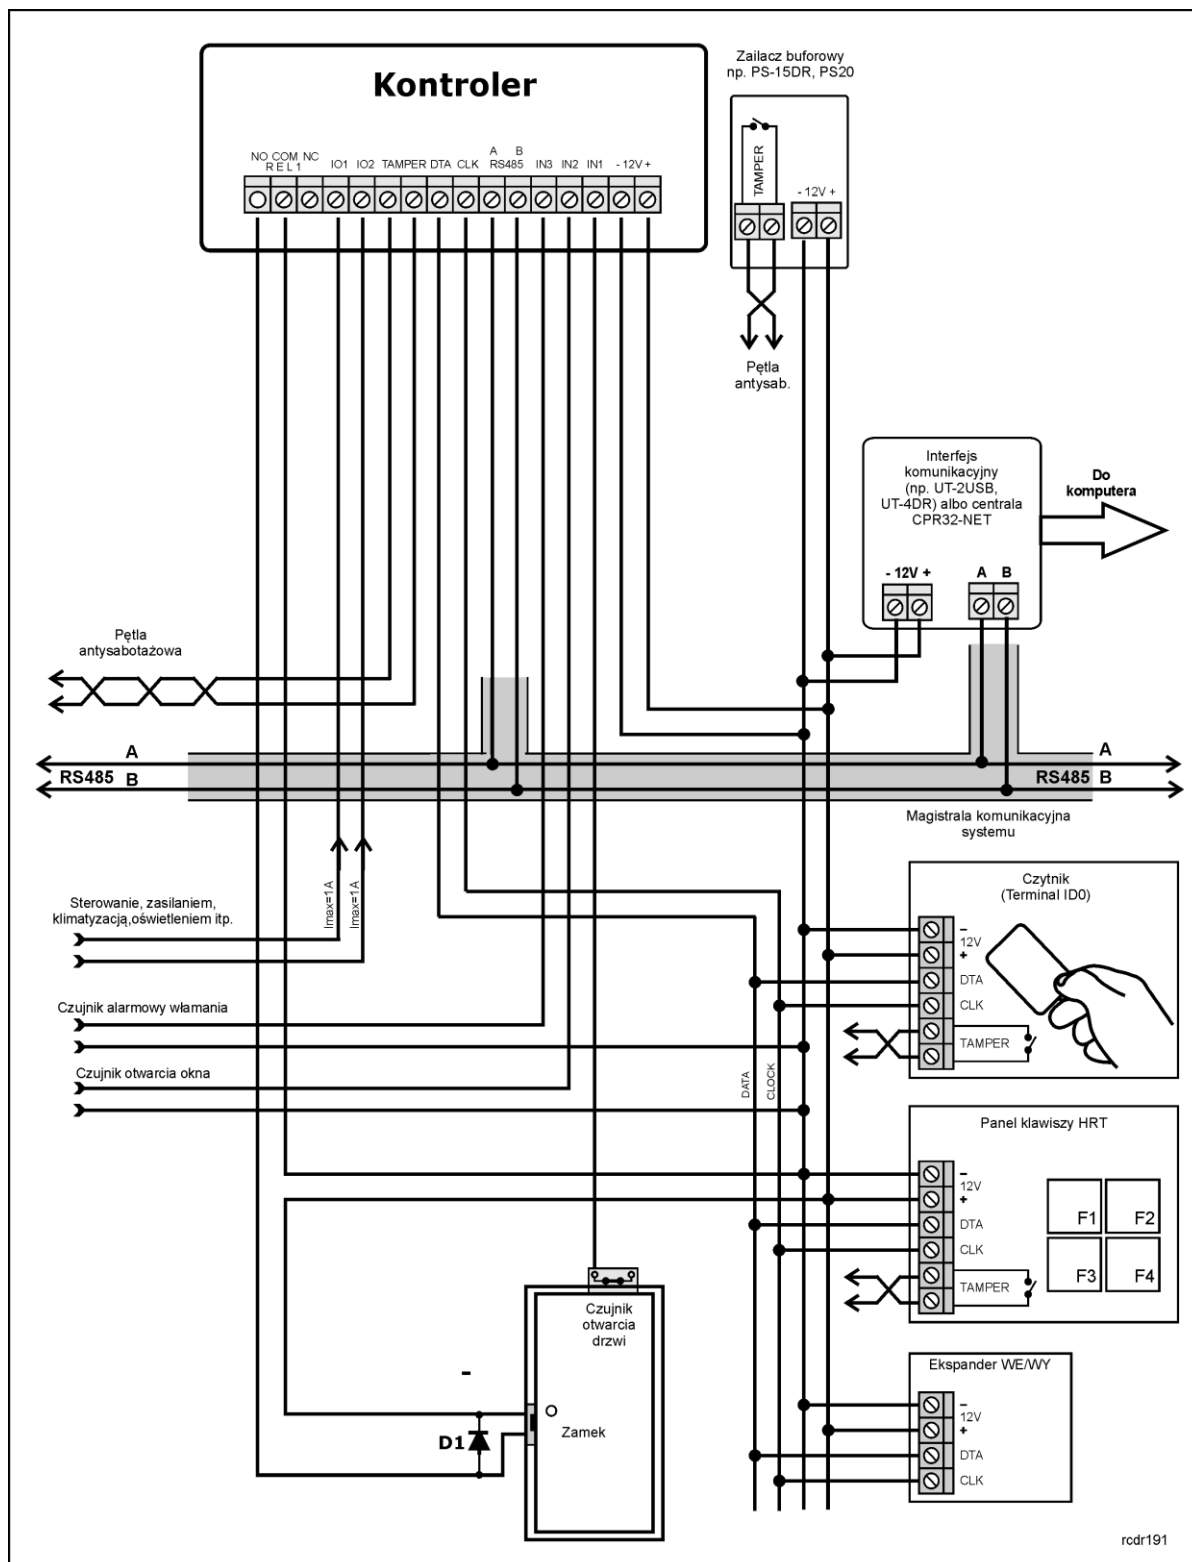 Kontroler
NO COM NC
R E L 1
IO1 IO2 TAMPER DTA CLK
A B
RS485
IN3 IN2 IN1 - 12V +
Zailacz buforowy
np. PS-15DR, PS20
TAMPER
- 12V +
Pętla
antysab.
Interfejs
komunikacyjny
(np. UT-2USB,
UT-4DR) albo centrala
CPR32-NET
- 12V +
A B
Do
komputera
Pętla
antysabotażowa
A
RS485 B
A
RS485 B
Magistrala komunikacyjna
systemu
Imax=1A
Imax=1A
Sterowanie, zasilaniem,
klimatyzacją,oświetleniem itp.
Czujnik alarmowy włamania
Czujnik otwarcia okna
DATA
CLOCK
Czytnik
(Terminal ID0)
–
12V
+
DTA
CLK
TAMPER
Panel klawiszy HRT
–
12V
+
DTA
CLK
TAMPER
F1 F2
F3 F4
Czujnik
otwarcia
drzwi
-
Zamek
D1
Ekspander WE/WY
–
12V
+
DTA
CLK
rcdr191